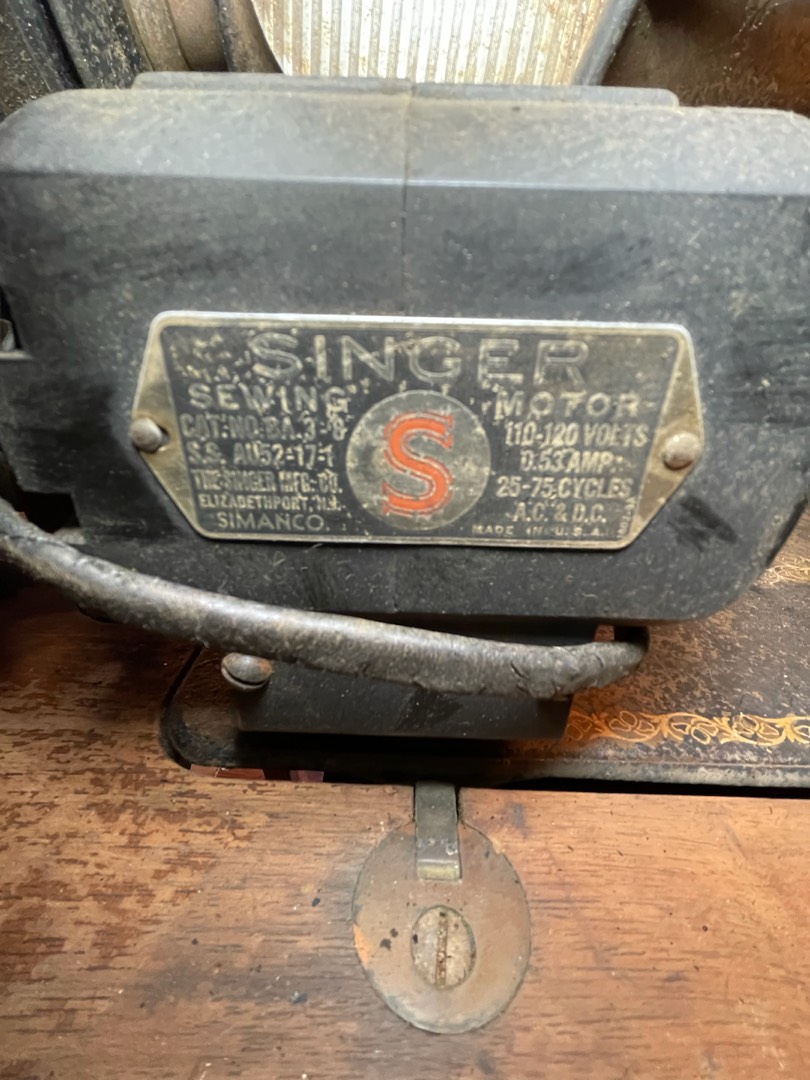 SINGER
SEWING MOTOR
S
CAT. NO. B.A. 3-8
S.S. AU52-17-1
THE SINGER MFG. CO.
ELIZABETHPORT, N.J.
SIMANCO.
110-120 VOLTS
0.53 AMP.
25-75 CYCLES
A.C. & D.C.
MADE IN U.S.A.